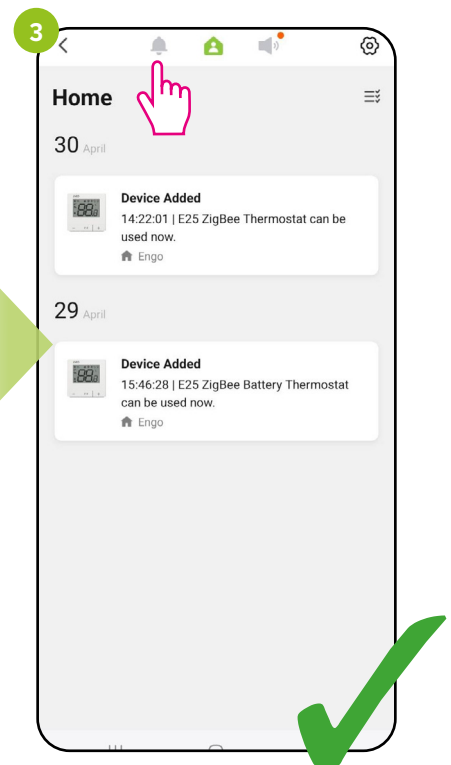 3
Home
30 April
Device Added
14:22:01 | E25 ZigBee Thermostat can be
used now.
Engo
29 April
Device Added
15:46:28 | E25 ZigBee Battery Thermostat
can be used now.
Engo